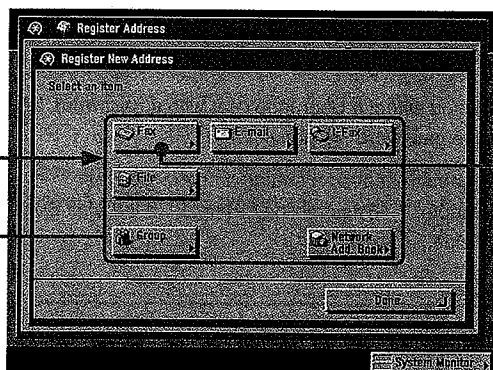 Register Address
Register New Address
Select an item.
Fax E-mail I-Fax
File
Group Network
Add. Book
Done
System Monitor